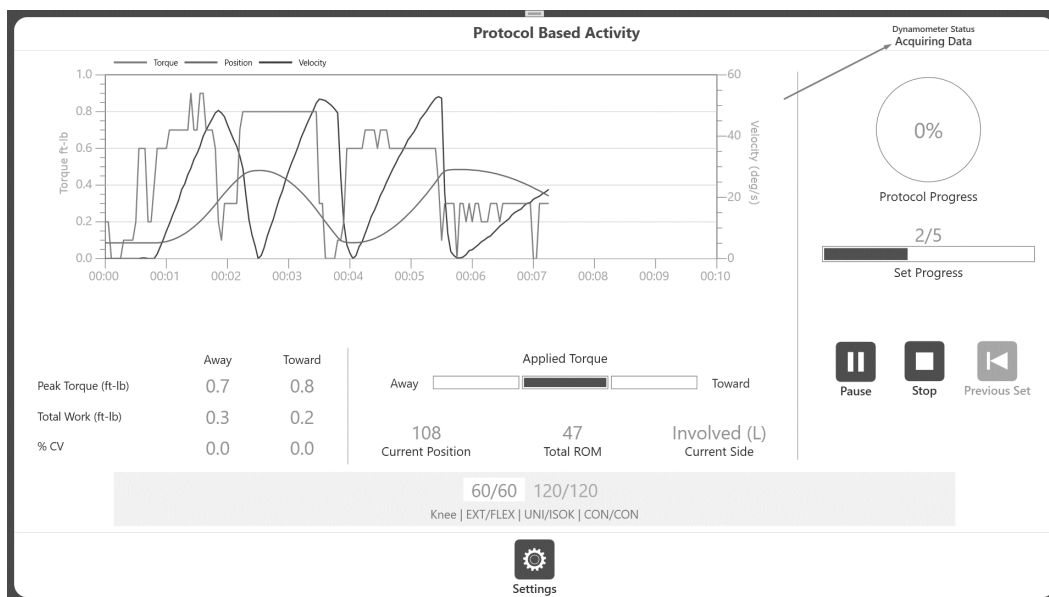 Protocol Based Activity
Dynamometer Status
Acquiring Data
Torque Position Velocity
1.0
0.8
0.6
0.4
0.2
0.0
Torque ft-lb
60
40
20
0
Velocity (deg/s)
00:00 00:01 00:02 00:03 00:04 00:05 00:06 00:07 00:08 00:09 00:10
0%
Protocol Progress
2/5
Set Progress
Pause Stop Previous Set
Away Toward
Peak Torque (ft-lb) 0.7 0.8
Total Work (ft-lb) 0.3 0.2
% CV 0.0 0.0
Applied Torque
Away Toward
108 47 Involved (L)
Current Position Total ROM Current Side
60/60 120/120
Knee | EXT/FLEX | UNI/ISOK | CON/CON
Settings